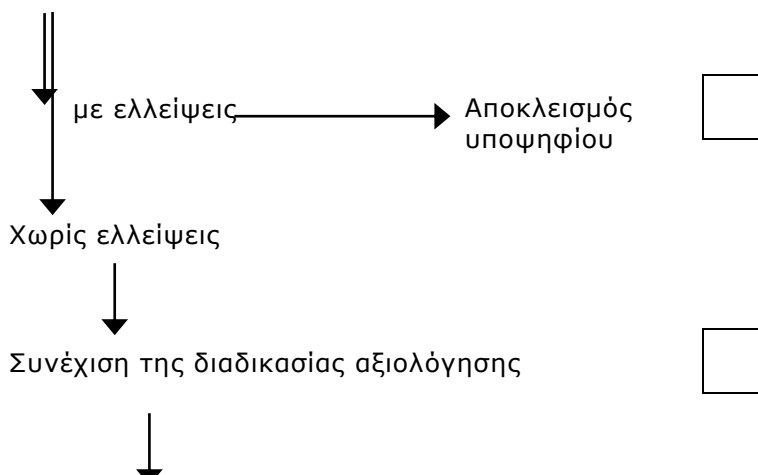 με ελλείψεις
Αποκλεισμός
υποψηφίου
Χωρίς ελλείψεις
Συνέχιση της διαδικασίας αξιολόγησης